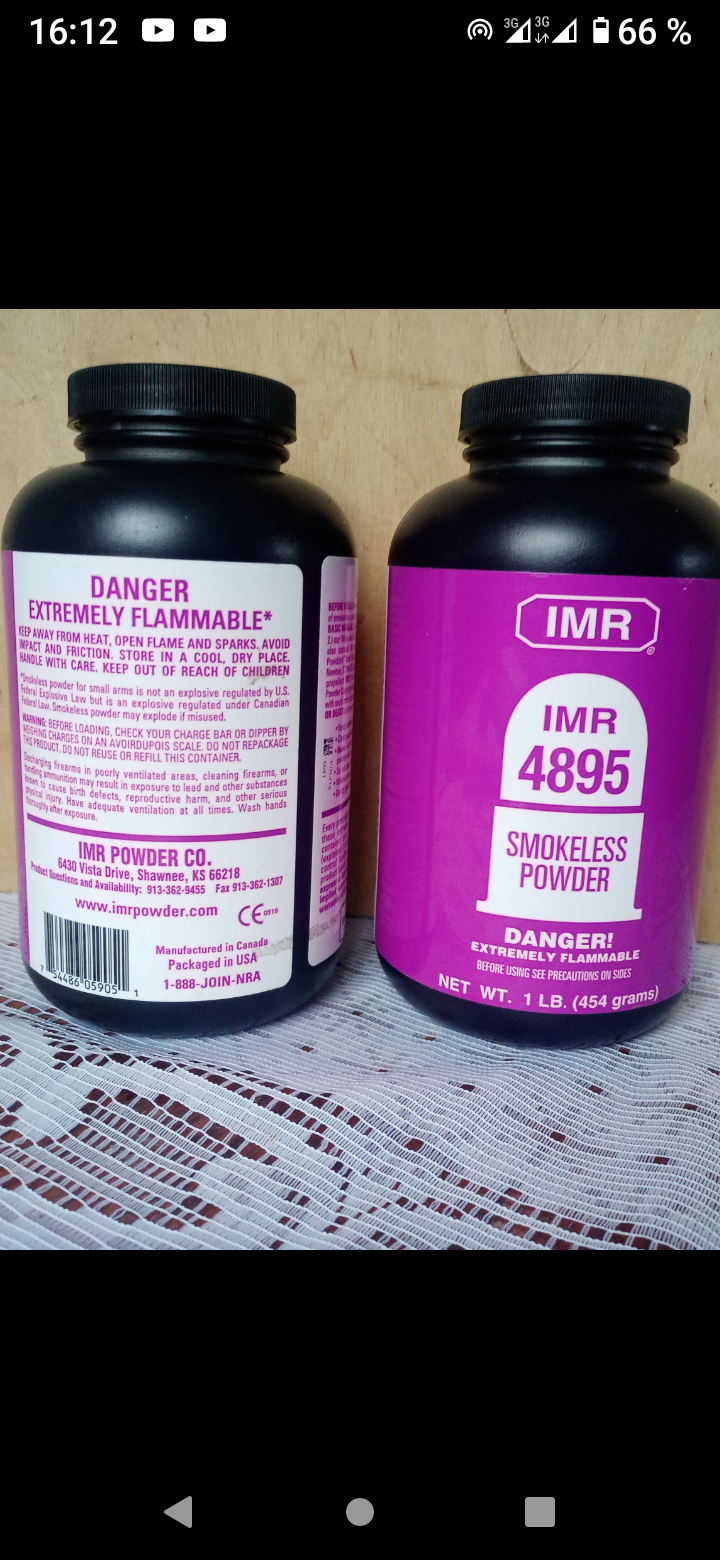 16:12
3G 3G 66 %
DANGER
EXTREMELY FLAMMABLE*
KEEP AWAY FROM HEAT, OPEN FLAME AND SPARKS. AVOID
IMPACT AND FRICTION. STORE IN A COOL, DRY PLACE.
HANDLE WITH CARE. KEEP OUT OF REACH OF CHILDREN
*Smokeless powder for small arms is not an explosive regulated by U.S.
Federal Explosive Law but is an explosive regulated under Canadian
Federal Law. Smokeless powder may explode if misused.
WARNING: BEFORE LOADING, CHECK YOUR CHARGE BAR OR DIPPER BY
WEIGHING CHARGES ON AN AVOIRDUPOIS SCALE. DO NOT REPACKAGE
THIS PRODUCT. DO NOT REUSE OR REFILL THIS CONTAINER.
Discharging firearms in poorly ventilated areas, cleaning firearms, or
handling ammunition may result in exposure to lead and other substances
known to cause birth defects, reproductive harm, and other serious
physical injury. Have adequate ventilation at all times. Wash hands
thoroughly after exposure.
IMR POWDER CO.
6430 Vista Drive, Shawnee, KS 66218
Product Questions and Availability: 913-362-9455 Fax 913-362-1307
www.imrpowder.com
CE 0519
Manufactured in Canada
Packaged in USA
1-888-JOIN-NRA
7 54486 05905 1
IMR
IMR
4895
SMOKELESS
POWDER
DANGER!
EXTREMELY FLAMMABLE
BEFORE USING SEE PRECAUTIONS ON SIDES
NET WT. 1 LB. (454 grams)